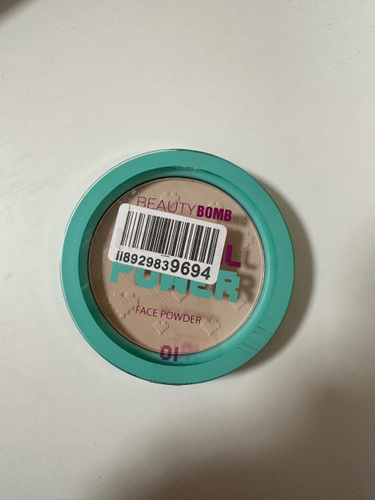 BEAUTY BOMB
ii8929839694
POWER
FACE POWDER
01